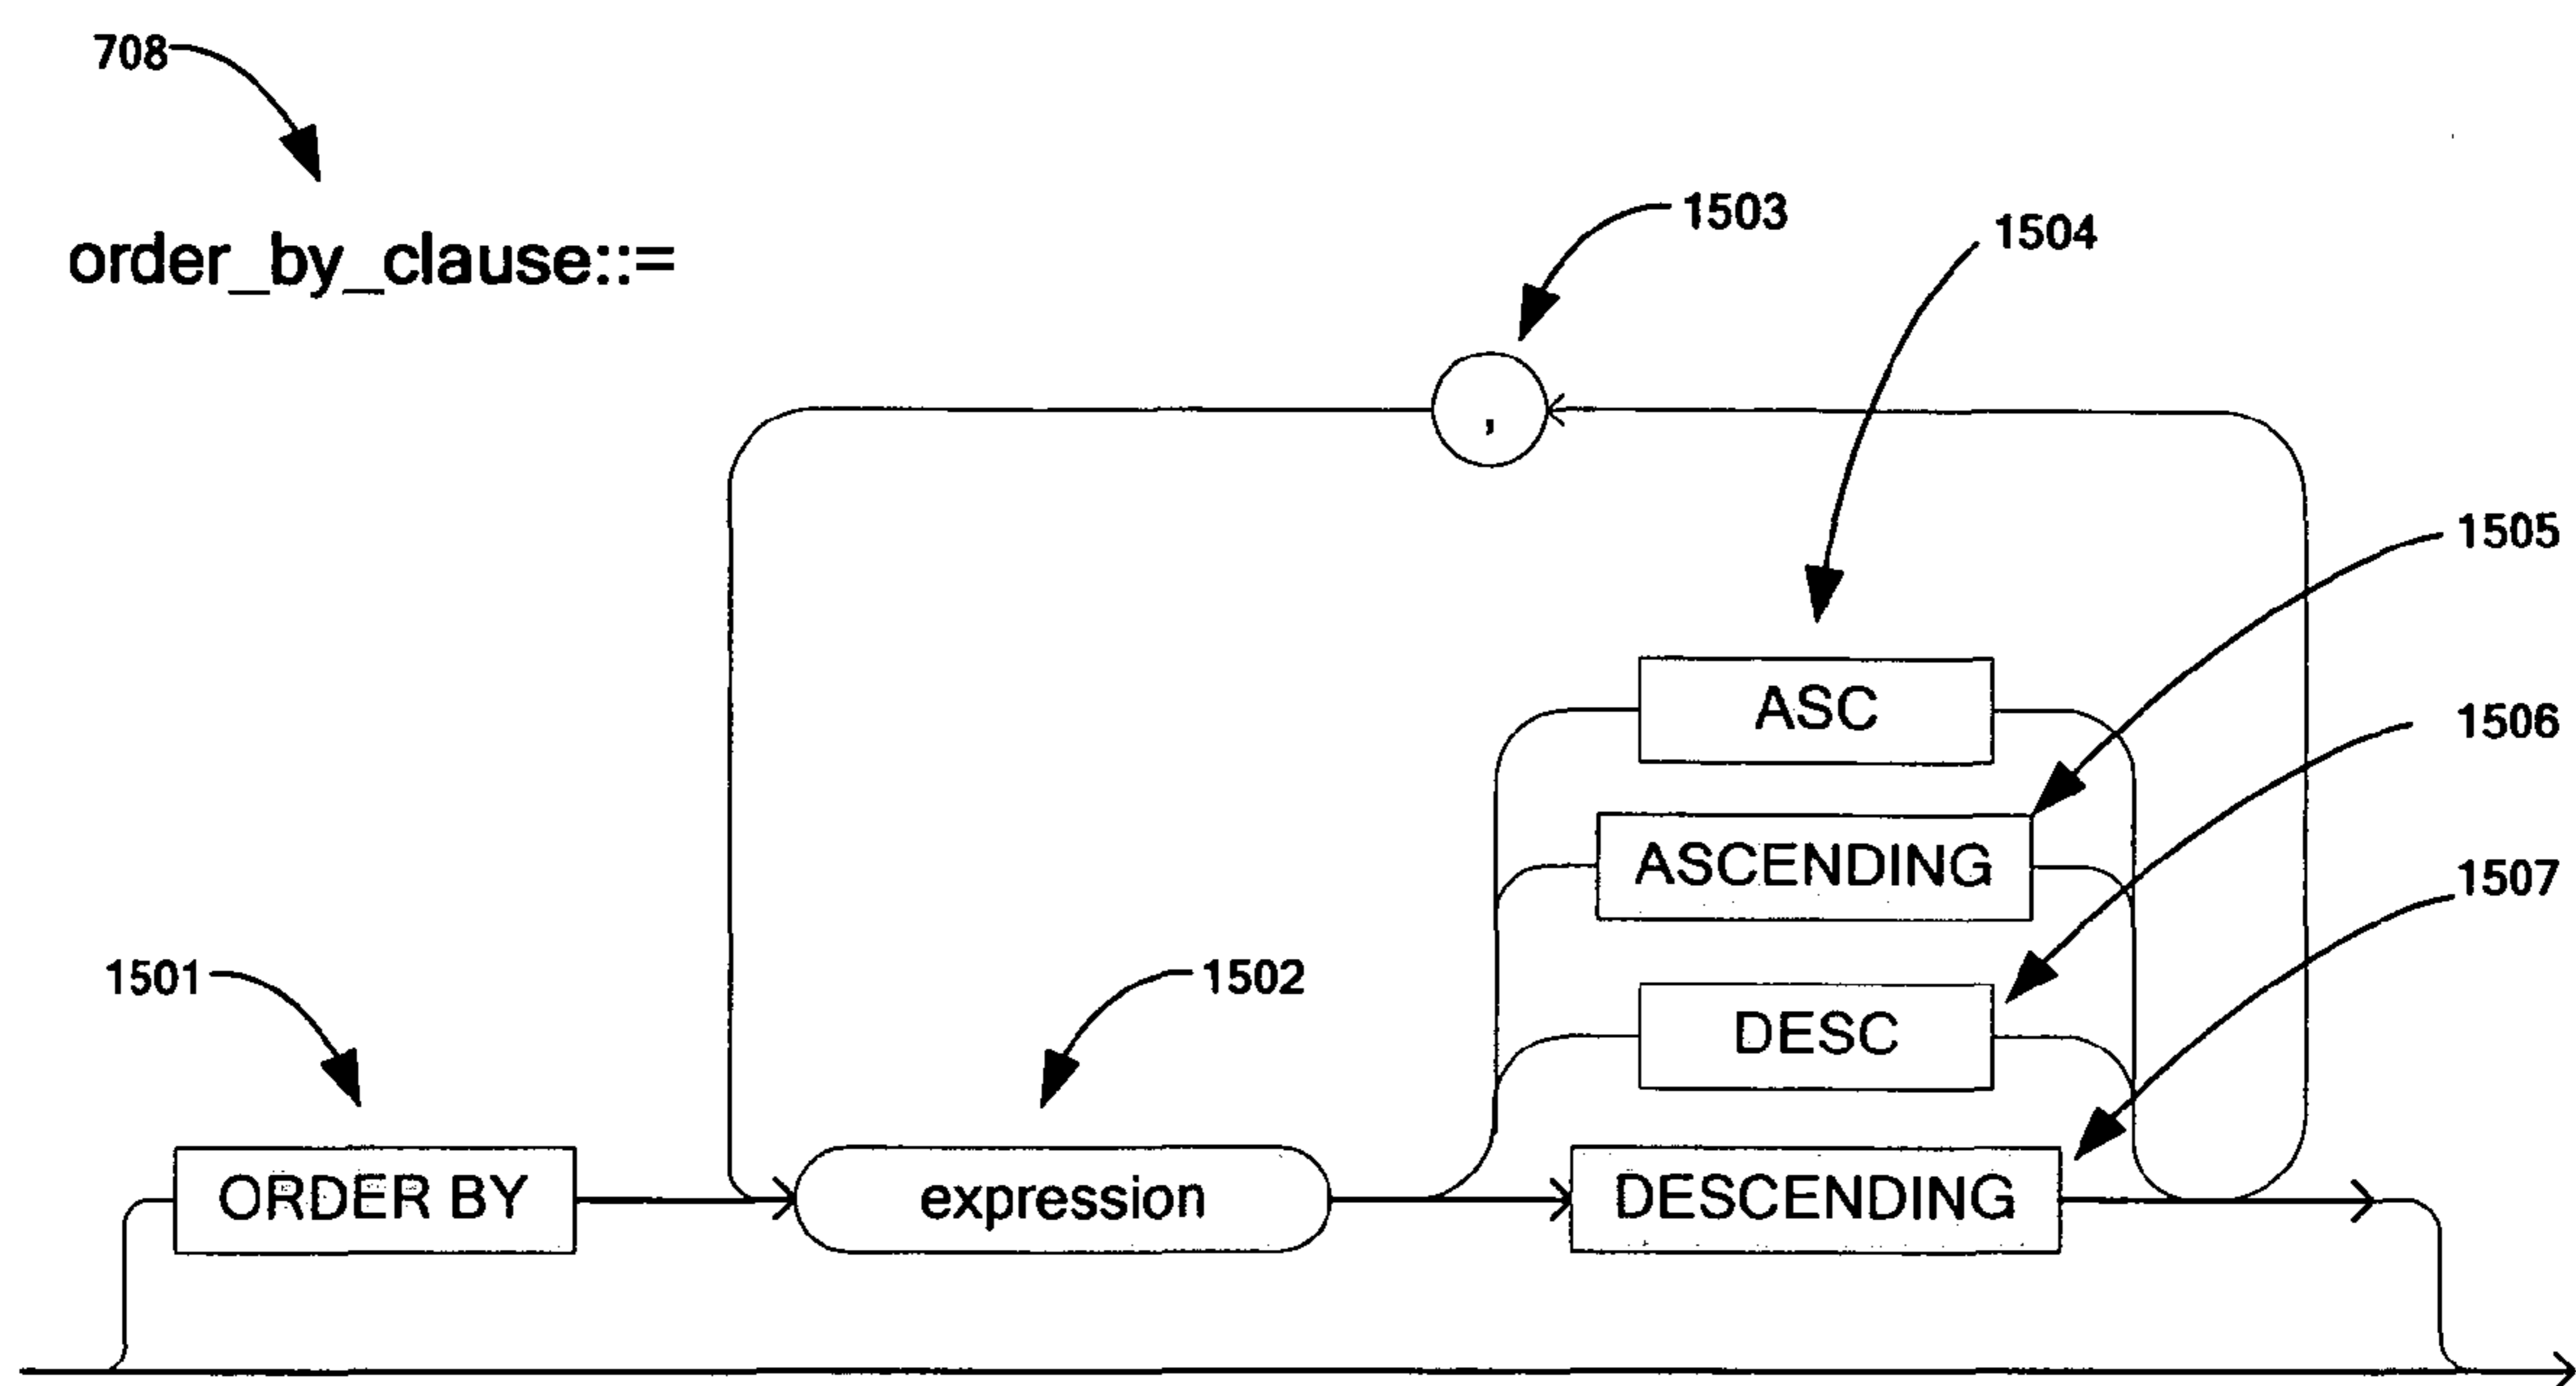 708
order_by_clause::=
1503
1504
,
1505
ASC
1506
ASCENDING
1507
1501
1502
DESC
ORDER BY
expression
DESCENDING